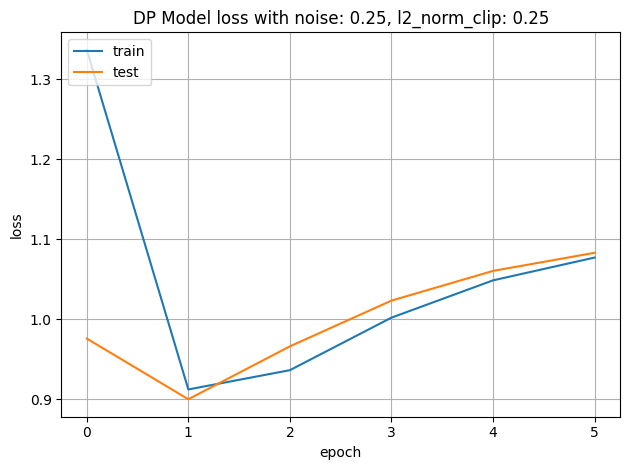 DP Model loss with noise: 0.25, l2_norm_clip: 0.25
train
test
1.3
1.2
1.1
1.0
0.9
loss
0 1 2 3 4 5
epoch